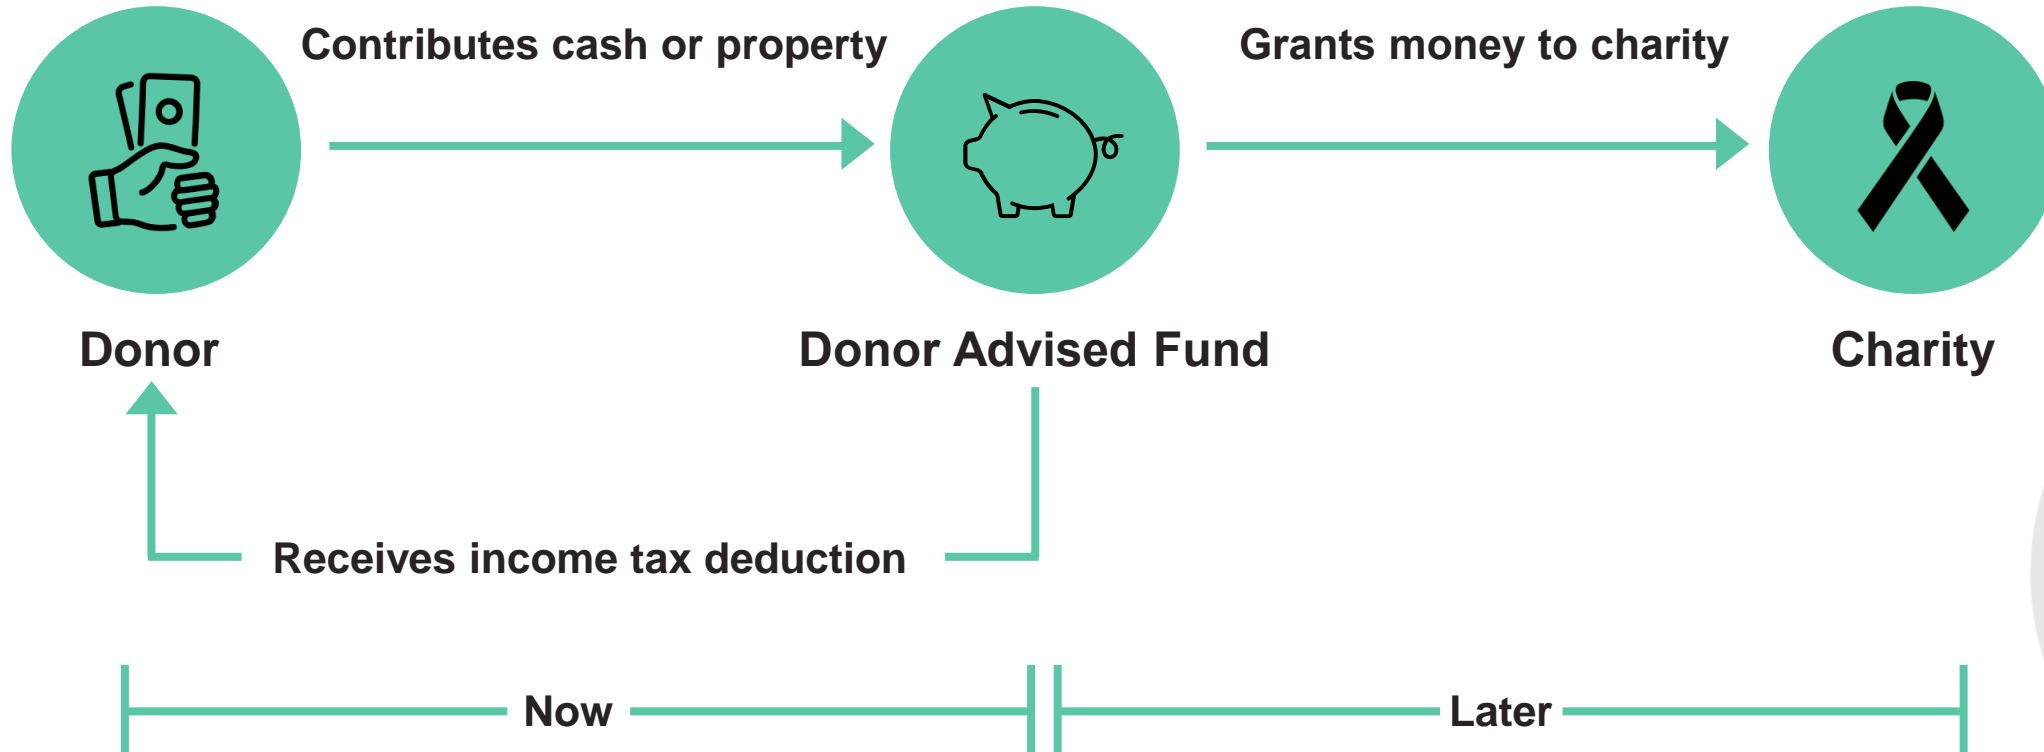 Contributes cash or property
Grants money to charity
Donor
Donor Advised Fund
Charity
Receives income tax deduction
Now
Later